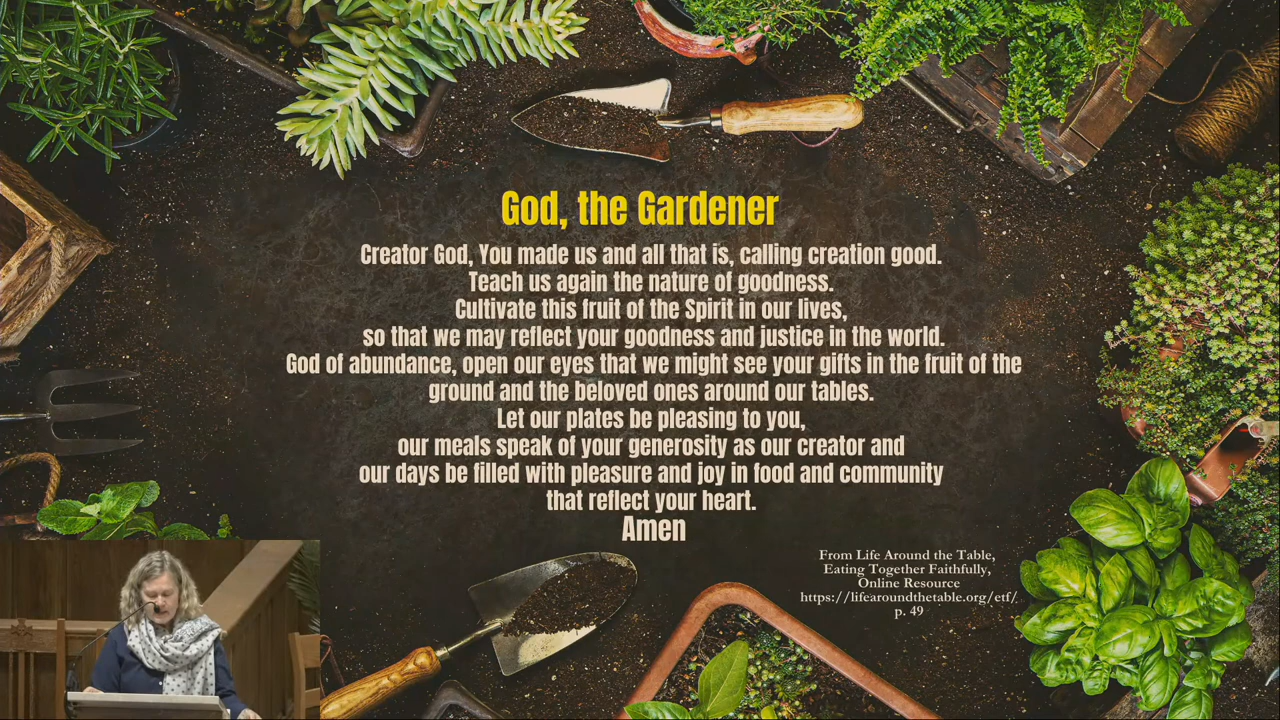 God, the Gardener
Creator God, You made us and all that is, calling creation good.
Teach us again the nature of goodness.
Cultivate this fruit of the Spirit in our lives,
so that we may reflect your goodness and justice in the world.
God of abundance, open our eyes that we might see your gifts in the fruit of the
ground and the beloved ones around our tables.
Let our plates be pleasing to you,
our meals speak of your generosity as our creator and
our days be filled with pleasure and joy in food and community
that reflect your heart.
Amen
From Life Around the Table,
Eating Together Faithfully,
Online Resource
https://lifearoundthetable.org/etf/
p. 49